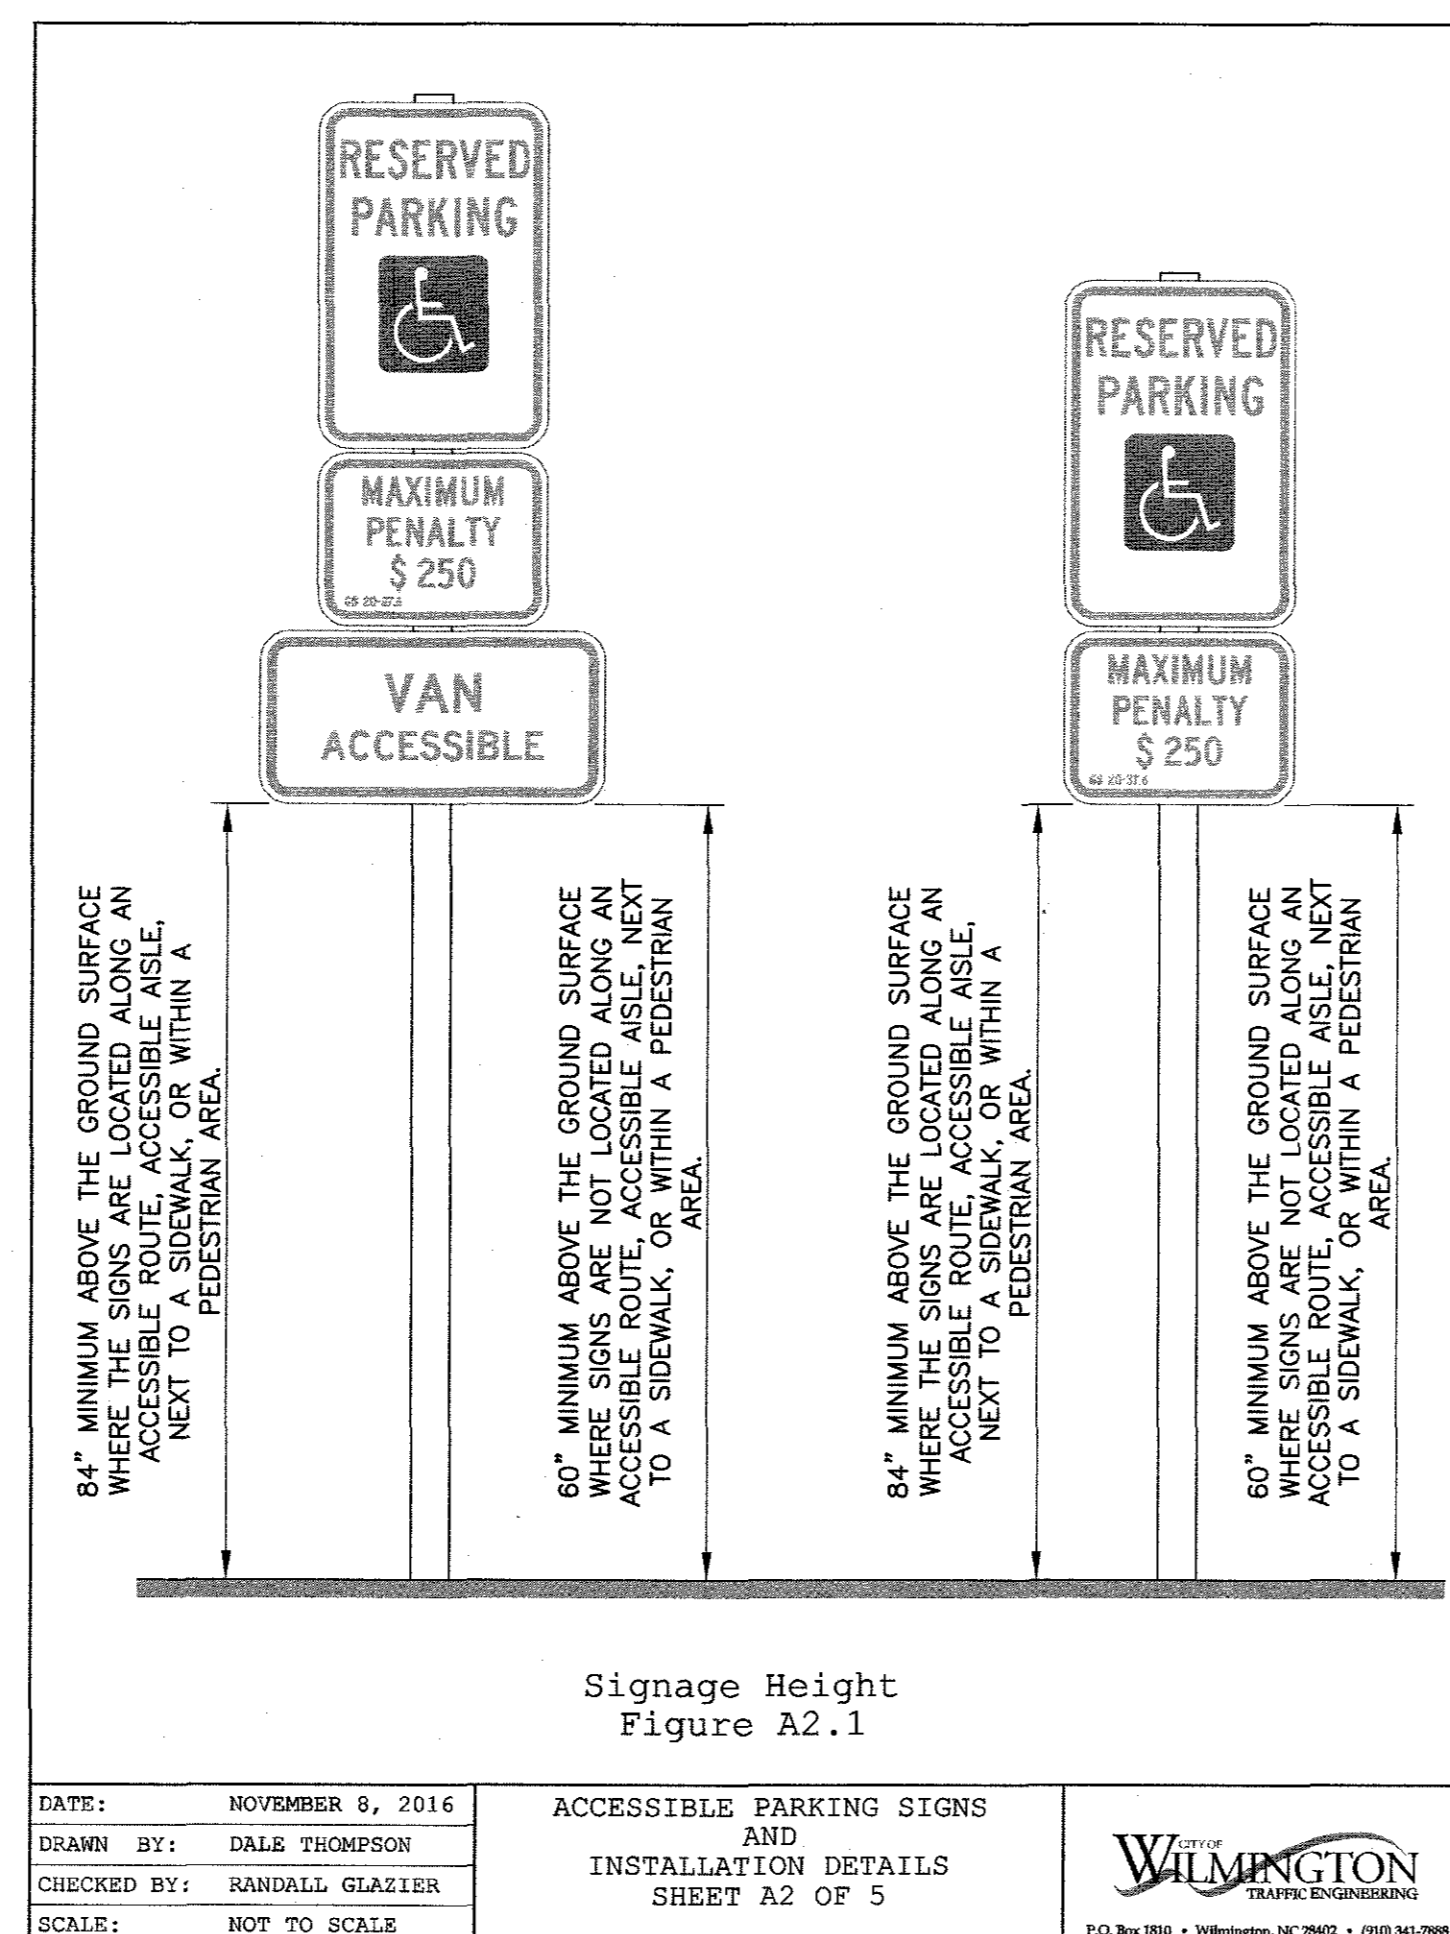 RESERVED
PARKING
MAXIMUM
PENALTY
$ 250
VAN
ACCESSIBLE
RESERVED
PARKING
MAXIMUM
PENALTY
$ 250
GS 20-37.6
84" MINIMUM ABOVE THE GROUND SURFACE
WHERE THE SIGNS ARE LOCATED ALONG AN
ACCESSIBLE ROUTE, ACCESSIBLE AISLE,
NEXT TO A SIDEWALK, OR WITHIN A
PEDESTRIAN AREA.
60" MINIMUM ABOVE THE GROUND SURFACE
WHERE SIGNS ARE NOT LOCATED ALONG AN
ACCESSIBLE ROUTE, ACCESSIBLE AISLE, NEXT
TO A SIDEWALK, OR WITHIN A PEDESTRIAN
AREA.
84" MINIMUM ABOVE THE GROUND SURFACE
WHERE THE SIGNS ARE LOCATED ALONG AN
ACCESSIBLE ROUTE, ACCESSIBLE AISLE,
NEXT TO A SIDEWALK, OR WITHIN A
PEDESTRIAN AREA.
60" MINIMUM ABOVE THE GROUND SURFACE
WHERE SIGNS ARE NOT LOCATED ALONG AN
ACCESSIBLE ROUTE, ACCESSIBLE AISLE, NEXT
TO A SIDEWALK, OR WITHIN A PEDESTRIAN
AREA.
Signage Height
Figure A2.1
DATE: NOVEMBER 8, 2016
DRAWN BY: DALE THOMPSON
CHECKED BY: RANDALL GLAZIER
SCALE: NOT TO SCALE
ACCESSIBLE PARKING SIGNS
AND
INSTALLATION DETAILS
SHEET A2 OF 5
CITY OF
WILMINGTON
TRAFFIC ENGINEERING
P.O. Box 1810 • Wilmington, NC 28402 • (910) 341-7888